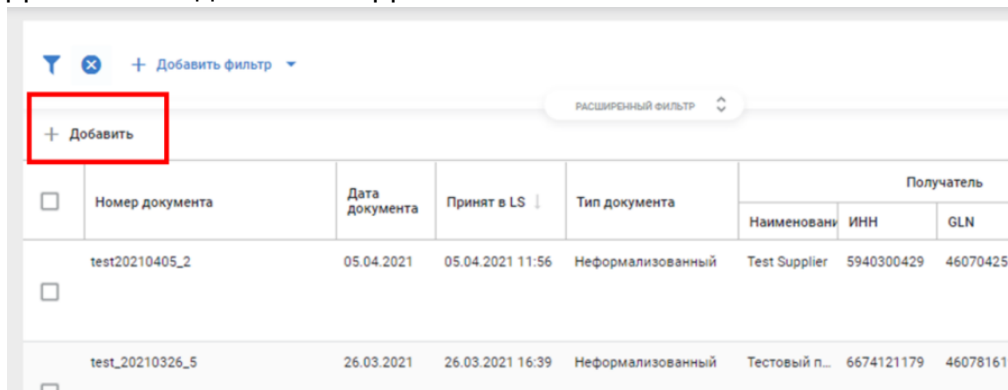 + Добавить фильтр
РАСШИРЕННЫЙ ФИЛЬТР
+ Добавить
Номер документа
Дата документа
Принят в LS
Тип документа
Получатель
Наименовани
ИНН
GLN
test20210405_2 05.04.2021 05.04.2021 11:56 Неформализованный Test Supplier 5940300429 46070425
test_20210326_5 26.03.2021 26.03.2021 16:39 Неформализованный Тестовый п... 6674121179 46078161